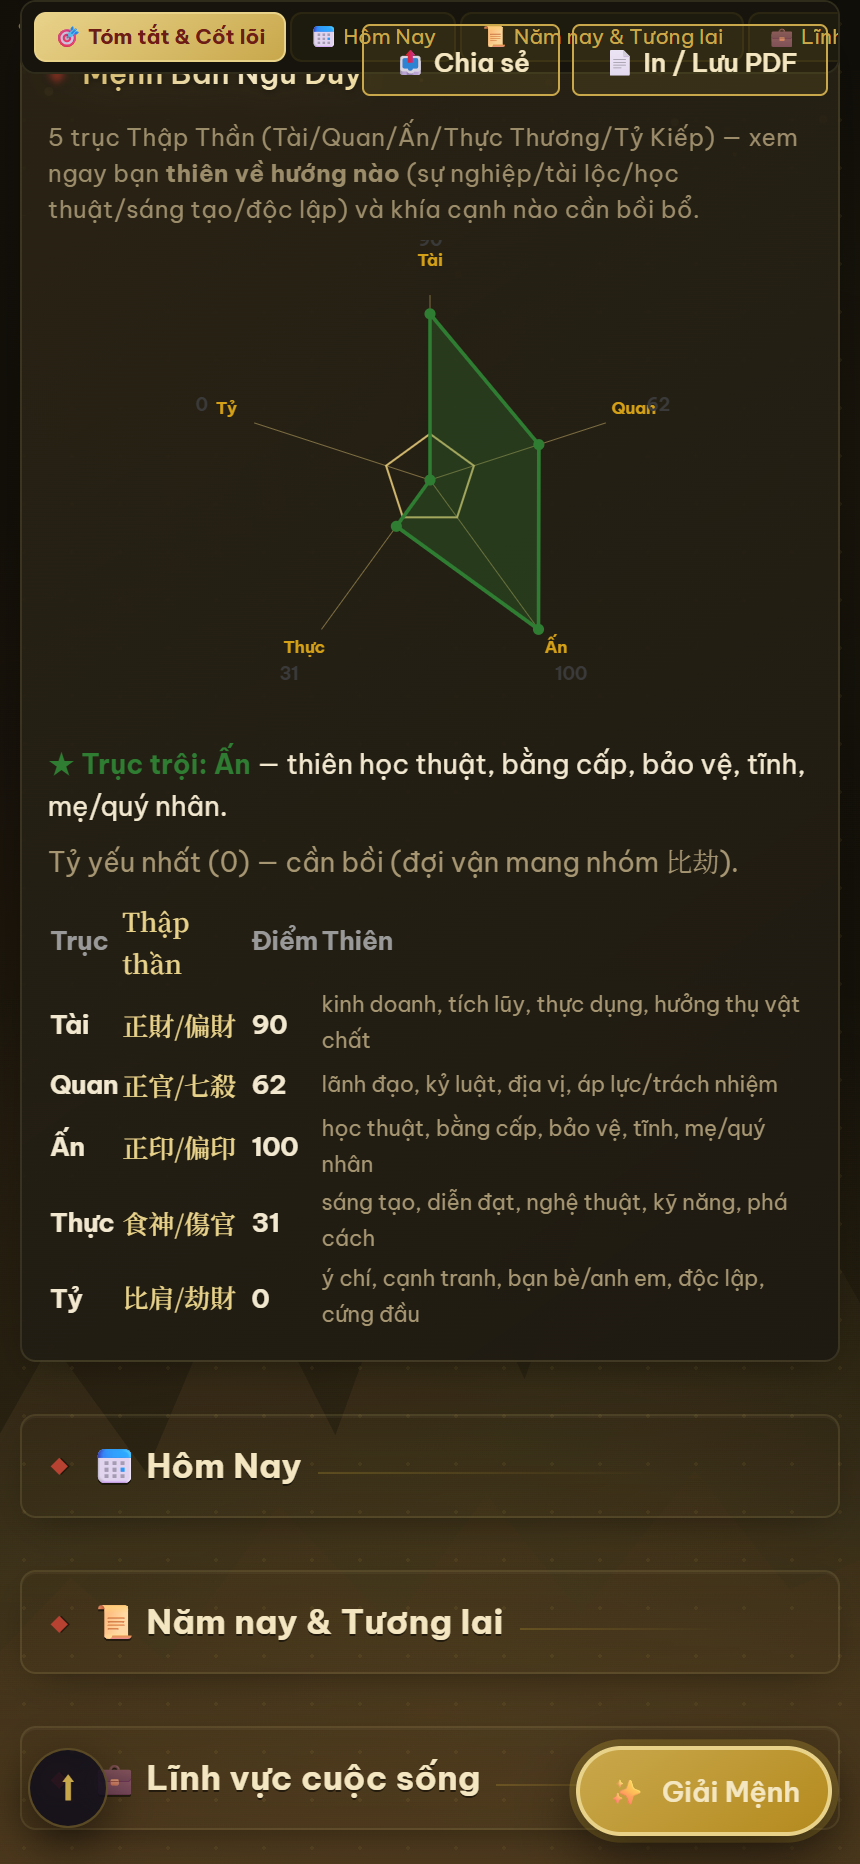 🎯 Tóm tắt & Cốt lõi
Hôm Nay
Năm nay & Tương lai
Lĩnh
Mệnh Bàn Ngũ Duy
Chia sẻ
In / Lưu PDF
5 trục Thập Thần (Tài/Quan/Ấn/Thực Thương/Tỷ Kiếp) — xem
ngay bạn thiên về hướng nào (sự nghiệp/tài lộc/học
thuật/sáng tạo/độc lập) và khía cạnh nào cần bồi bổ.
90
Tài
0 Tỷ
Quan 62
Thực
31
Ấn
100
★ Trục trội: Ấn — thiên học thuật, bằng cấp, bảo vệ, tĩnh,
mẹ/quý nhân.
Tỷ yếu nhất (0) — cần bồi (đợi vận mang nhóm 比劫).
Trục Thập thần Điểm Thiên
Tài 正財/偏財 90 kinh doanh, tích lũy, thực dụng, hưởng thụ vật
chất
Quan 正官/七殺 62 lãnh đạo, kỷ luật, địa vị, áp lực/trách nhiệm
Ấn 正印/偏印 100 học thuật, bằng cấp, bảo vệ, tĩnh, mẹ/quý
nhân
Thực 食神/傷官 31 sáng tạo, diễn đạt, nghệ thuật, kỹ năng, phá
cách
Tỷ 比肩/劫財 0 ý chí, cạnh tranh, bạn bè/anh em, độc lập,
cứng đầu
Hôm Nay
Năm nay & Tương lai
Lĩnh vực cuộc sống
Giải Mệnh